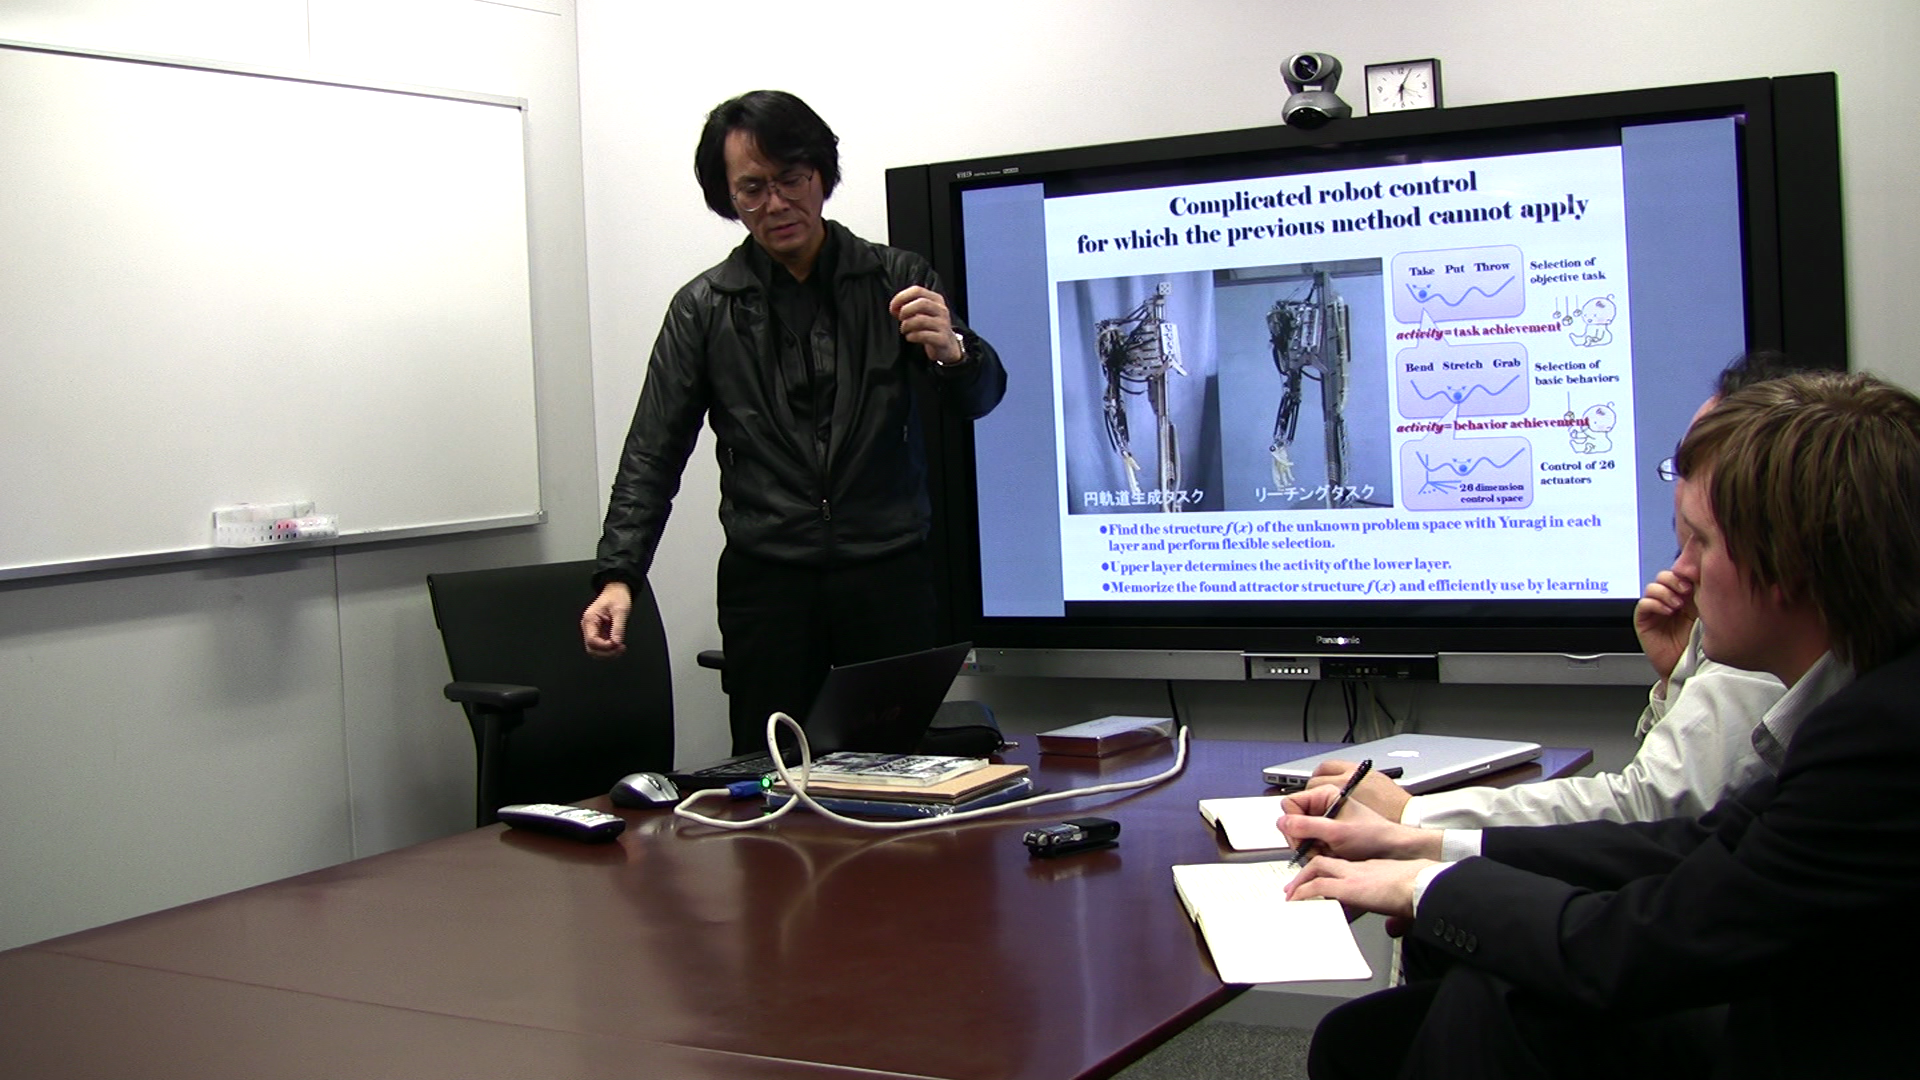 12
3
6
Complicated robot control
for which the previous method cannot apply
円軌道生成タスク
リーチングタスク
Take Put Throw
Selection of
objective task
activity=task achievement
Bend Stretch Grab
Selection of
basic behaviors
activity=behavior achievement
26 dimension
control space
Control of 26
actuators
●Find the structure f(x) of the unknown problem space with Yuragi in each
layer and perform flexible selection.
●Upper layer determines the activity of the lower layer.
●Memorize the found attractor structure f(x) and efficiently use by learning
Panasonic